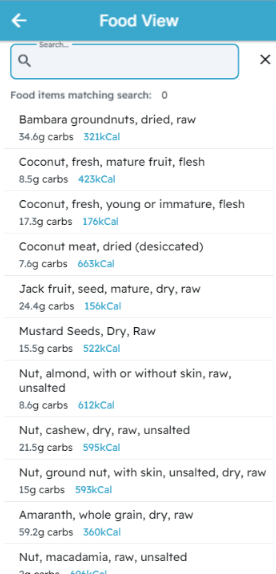 Food View
Search...
Food items matching search: 0
Bambara groundnuts, dried, raw
34.6g carbs 321kCal
Coconut, fresh, mature fruit, flesh
8.5g carbs 423kCal
Coconut, fresh, young or immature, flesh
17.3g carbs 176kCal
Coconut meat, dried (desiccated)
7.6g carbs 663kCal
Jack fruit, seed, mature, dry, raw
24.4g carbs 156kCal
Mustard Seeds, Dry, Raw
15.5g carbs 522kCal
Nut, almond, with or without skin, raw,
unsalted
8.6g carbs 612kCal
Nut, cashew, dry, raw, unsalted
21.5g carbs 595kCal
Nut, ground nut, with skin, unsalted, dry, raw
15g carbs 593kCal
Amaranth, whole grain, dry, raw
59.2g carbs 360kCal
Nut, macadamia, raw, unsalted
carbs